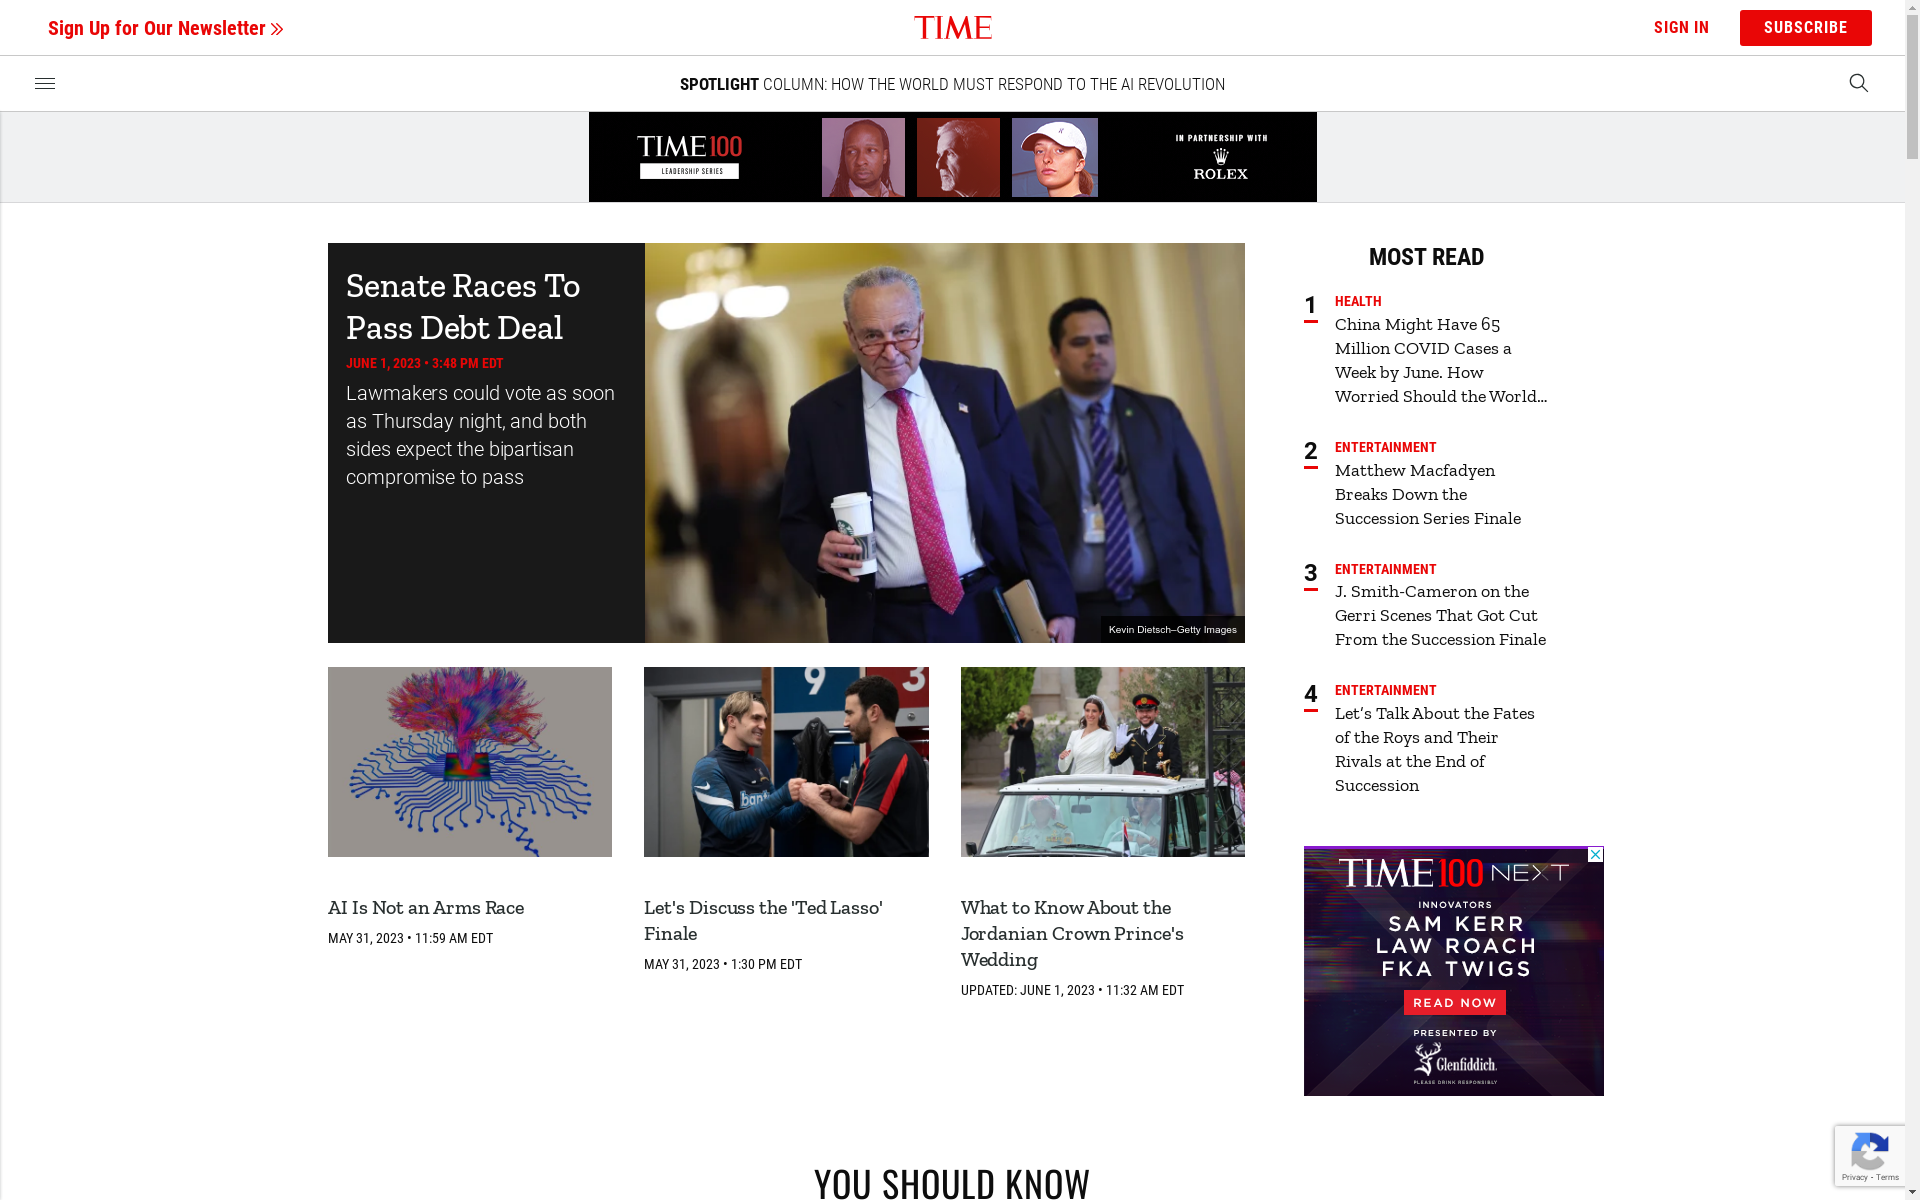 Sign Up for Our Newsletter
TIME
SIGN IN
SUBSCRIBE
SPOTLIGHT COLUMN: HOW THE WORLD MUST RESPOND TO THE AI REVOLUTION
TIME100
LEADERSHIP SERIES
IN PARTNERSHIP WITH
ROLEX
Senate Races To
Pass Debt Deal
JUNE 1, 2023 • 3:48 PM EDT
Lawmakers could vote as soon
as Thursday night, and both
sides expect the bipartisan
compromise to pass
Kevin Dietsch—Getty Images
AI Is Not an Arms Race
MAY 31, 2023 • 11:59 AM EDT
9
3
bant
Let's Discuss the 'Ted Lasso'
Finale
MAY 31, 2023 • 1:30 PM EDT
What to Know About the
Jordanian Crown Prince's
Wedding
UPDATED: JUNE 1, 2023 • 11:32 AM EDT
MOST READ
1
HEALTH
China Might Have 65
Million COVID Cases a
Week by June. How
Worried Should the World...
2
ENTERTAINMENT
Matthew Macfadyen
Breaks Down the
Succession Series Finale
3
ENTERTAINMENT
J. Smith-Cameron on the
Gerri Scenes That Got Cut
From the Succession Finale
4
ENTERTAINMENT
Let’s Talk About the Fates
of the Roys and Their
Rivals at the End of
Succession
TIME100 NEXT
INNOVATORS
SAM KERR
LAW ROACH
FKA TWIGS
READ NOW
PRESENTED BY
Glenfiddich
PLEASE DRINK RESPONSIBLY
Privacy - Terms
YOU SHOULD KNOW